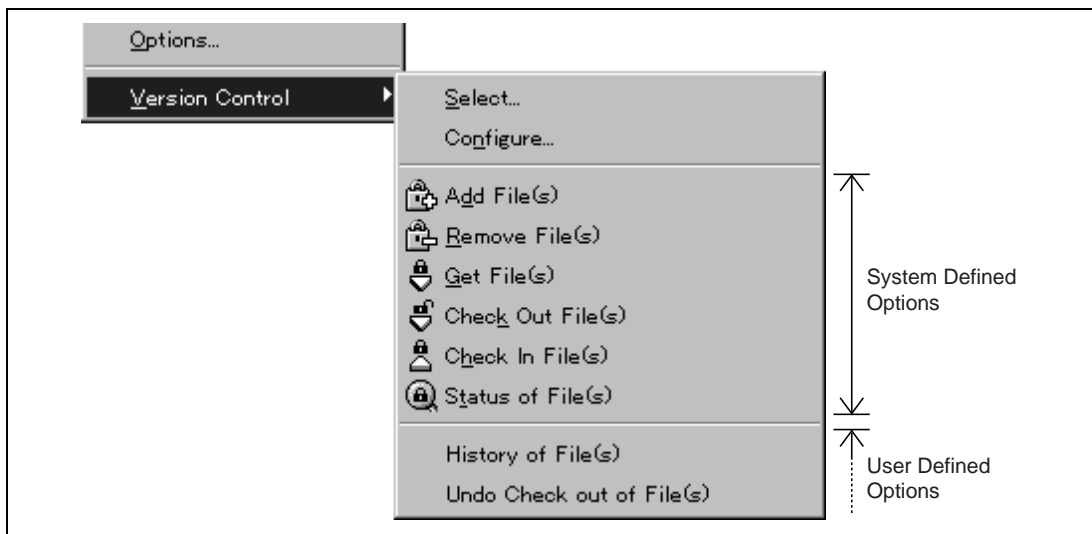 Options...
Version Control
Select...
Configure...
Add File(s)
Remove File(s)
Get File(s)
Check Out File(s)
Check In File(s)
Status of File(s)
System Defined
Options
History of File(s)
Undo Check out of File(s)
User Defined
Options